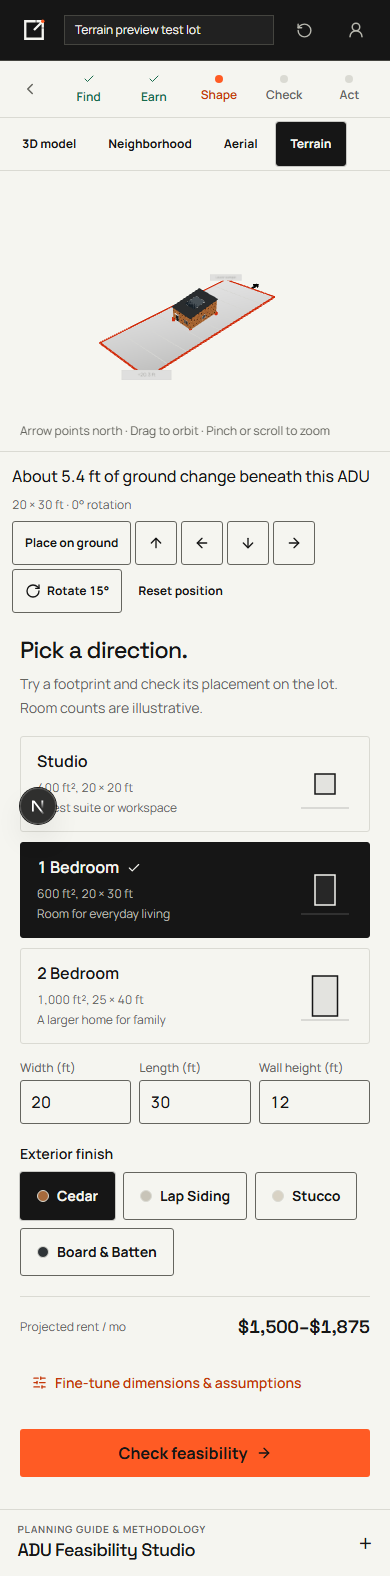 Terrain preview test lot
Find
Earn
Shape
Check
Act
3D model
Neighborhood
Aerial
Terrain
Arrow points north · Drag to orbit · Pinch or scroll to zoom
About 5.4 ft of ground change beneath this ADU
20 × 30 ft · 0° rotation
Place on ground
Rotate 15°
Reset position
Pick a direction.
Try a footprint and check its placement on the lot.
Room counts are illustrative.
Studio
400 ft², 20 × 20 ft
N
suite or workspace
1 Bedroom
600 ft², 20 × 30 ft
Room for everyday living
2 Bedroom
1,000 ft², 25 × 40 ft
A larger home for family
Width (ft)
Length (ft)
Wall height (ft)
20
30
12
Exterior finish
Cedar
Lap Siding
Stucco
Board & Batten
Projected rent / mo
$1,500–$1,875
Fine-tune dimensions & assumptions
Check feasibility
PLANNING GUIDE & METHODOLOGY
ADU Feasibility Studio